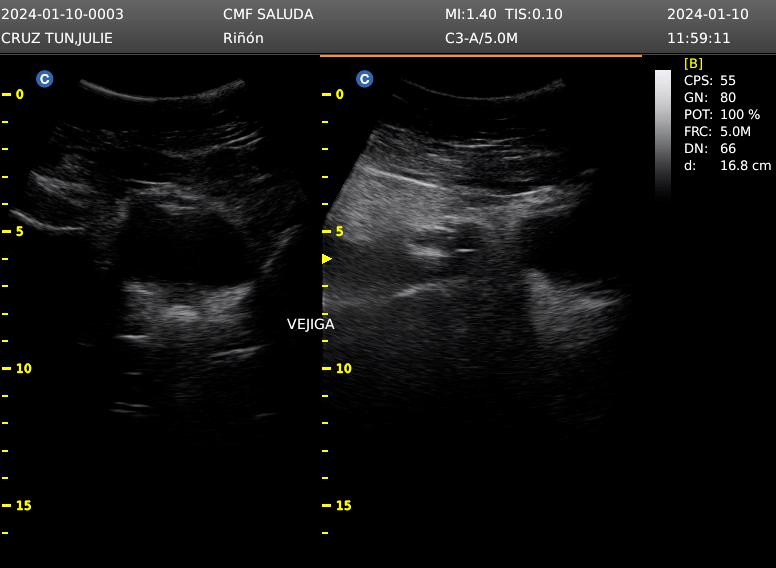 2024-01-10-0003 CMF SALUDA MI:1.40 TIS:0.10 2024-01-10
CRUZ TUN,JULIE Riñón C3-A/5.0M 11:59:11
C C
[B]
CPS: 55
GN: 80
POT: 100 %
FRC: 5.0M
DN: 66
d: 16.8 cm
0 0
5 5
VEJIGA
10 10
15 15